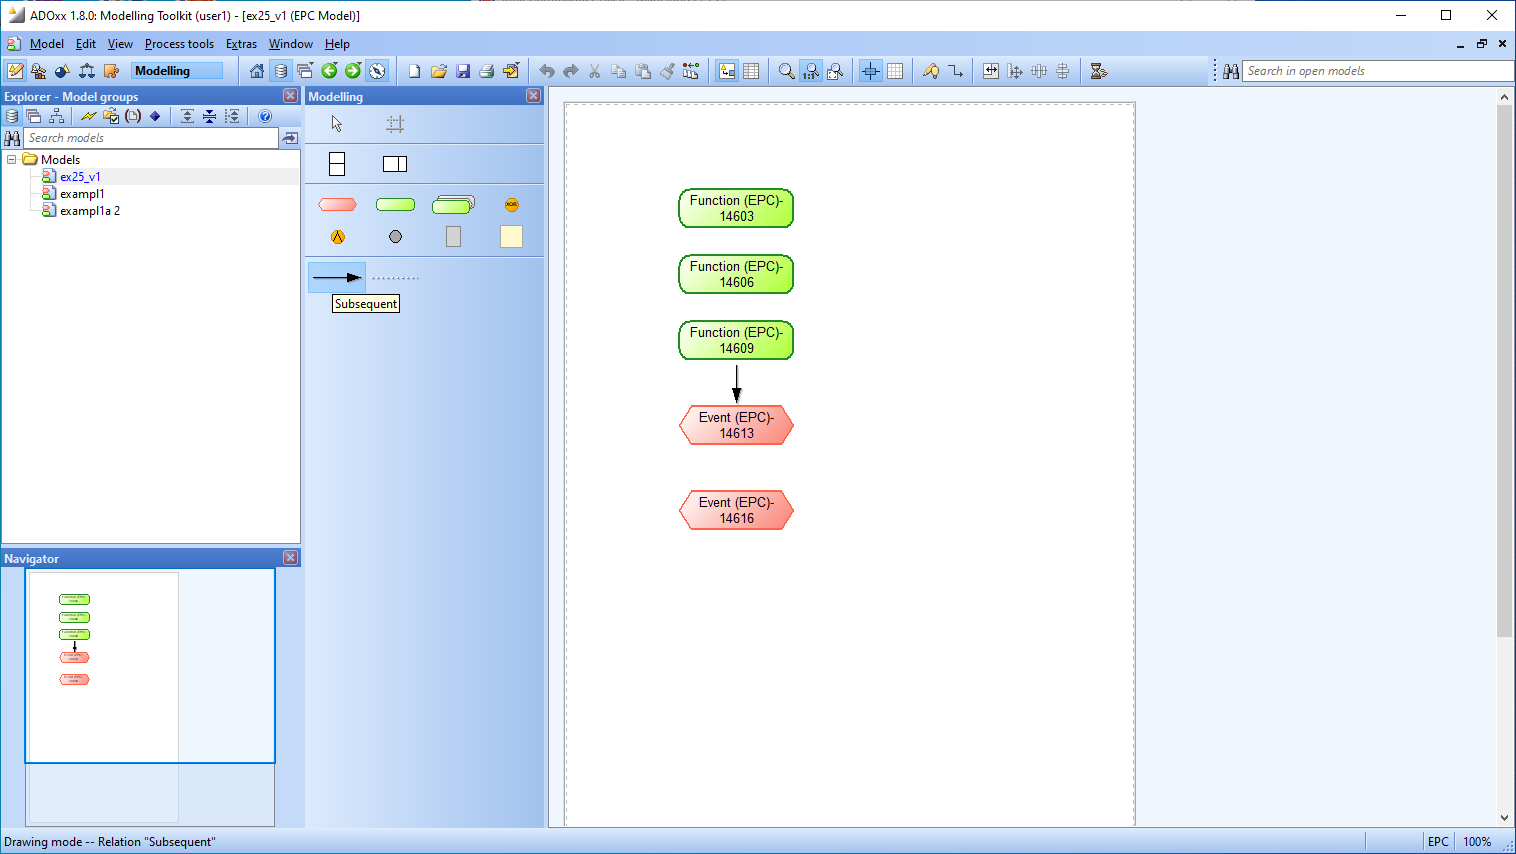 ADOxx 1.8.0: Modelling Toolkit (user1) - [ex25_v1 (EPC Model)]
Model Edit View Process tools Extras Window Help
Modelling
Search in open models
Explorer - Model groups
Search models
Models
ex25_v1
exampl1
exampl1a 2
Navigator
Modelling
XOR
Subsequent
Function (EPC)-
14603
Function (EPC)-
14606
Function (EPC)-
14609
Event (EPC)-
14613
Event (EPC)-
14616
Drawing mode -- Relation "Subsequent"
EPC
100%